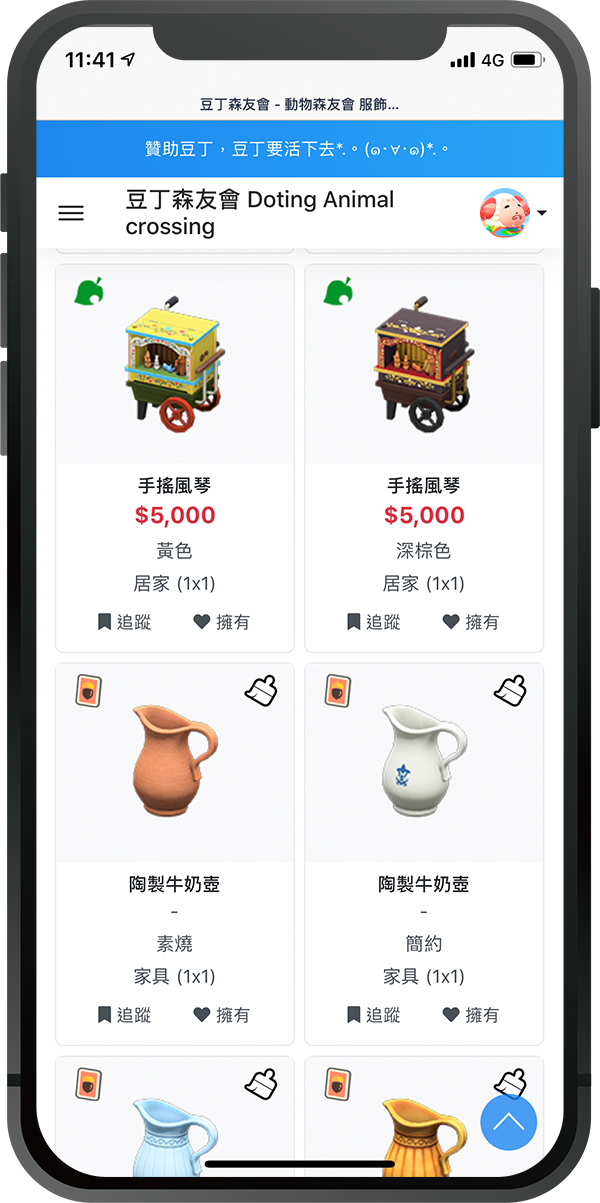 11:41
4G
豆丁森友會 - 動物森友會 服飾...
贊助豆丁，豆丁要活下去*.。(๑･∀･๑)*.。
豆丁森友會 Doting Animal
crossing
手搖風琴
$5,000
黃色
居家 (1x1)
追蹤 擁有
手搖風琴
$5,000
深棕色
居家 (1x1)
追蹤 擁有
陶製牛奶壺
-
素燒
家具 (1x1)
追蹤 擁有
陶製牛奶壺
-
簡約
家具 (1x1)
追蹤 擁有